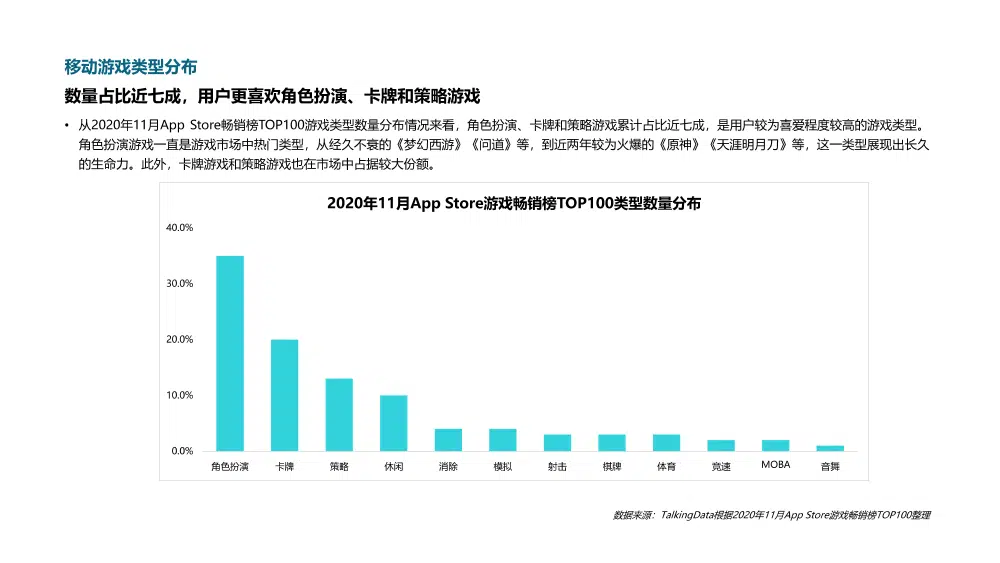 移动游戏类型分布
数量占比近七成，用户更喜欢角色扮演、卡牌和策略游戏
• 从2020年11月App Store畅销榜TOP100游戏类型数量分布情况来看，角色扮演、卡牌和策略游戏累计占比近七成，是用户较为喜爱程度较高的游戏类型。
角色扮演游戏一直是游戏市场中热门类型，从经久不衰的《梦幻西游》《问道》等，到近两年较为火爆的《原神》《天涯明月刀》等，这一类型展现出长久
的生命力。此外，卡牌游戏和策略游戏也在市场中占据较大份额。
2020年11月App Store游戏畅销榜TOP100类型数量分布
40.0%
30.0%
20.0%
10.0%
0.0%
角色扮演 卡牌 策略 休闲 消除 模拟 射击 棋牌 体育 竞速 MOBA 音舞
数据来源：TalkingData根据2020年11月App Store游戏畅销榜TOP100整理